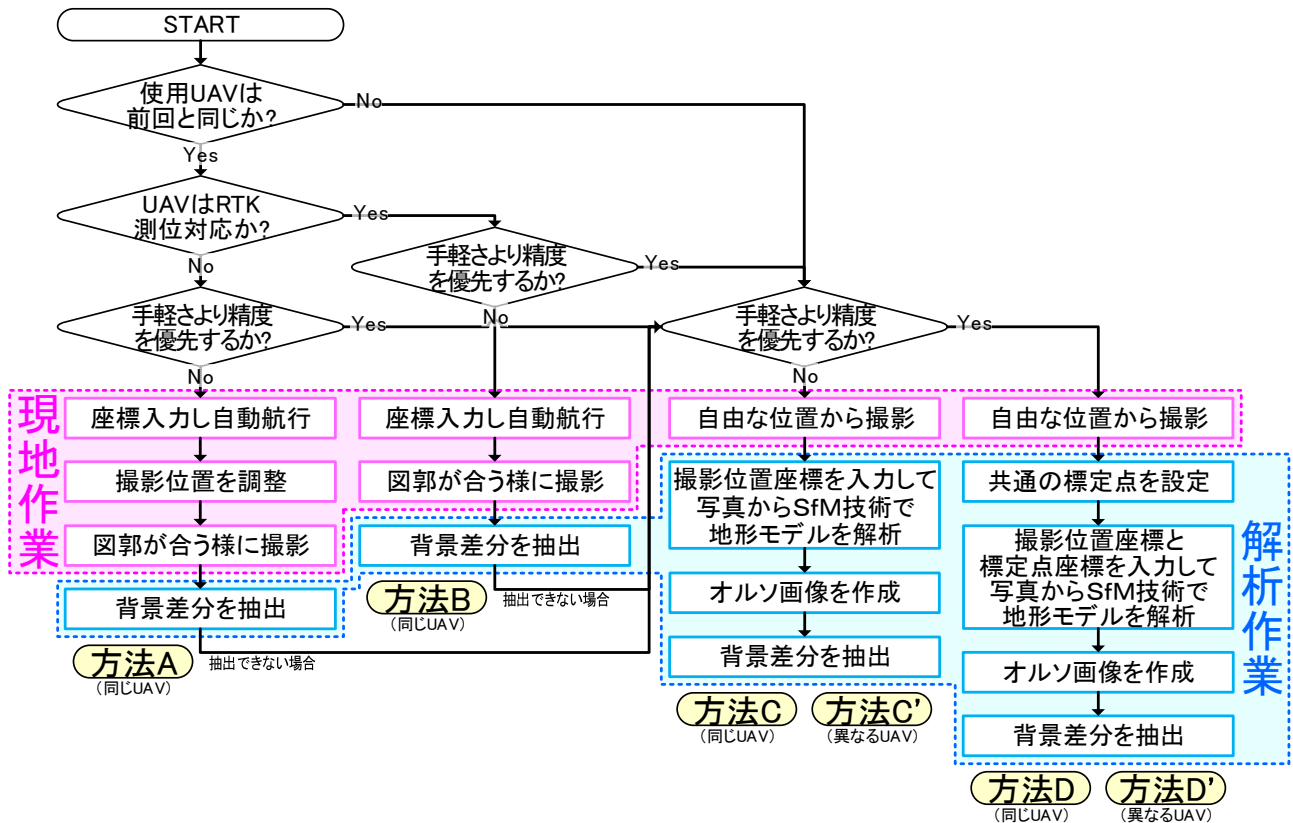 START
使用UAVは
前回と同じか?
No
Yes
UAVはRTK
測位対応か?
Yes
No
手軽さより精度
を優先するか?
Yes
No
手軽さより精度
を優先するか?
Yes
No
手軽さより精度
を優先するか?
Yes
No
現地作業
座標入力し自動航行
撮影位置を調整
図郭が合う様に撮影
背景差分を抽出
方法A
(同じUAV)
抽出できない場合
座標入力し自動航行
図郭が合う様に撮影
背景差分を抽出
方法B
(同じUAV)
抽出できない場合
自由な位置から撮影
撮影位置座標を入力して
写真からSfM技術で
地形モデルを解析
オルソ画像を作成
背景差分を抽出
方法C
(同じUAV)
方法C'
(異なるUAV)
自由な位置から撮影
共通の標定点を設定
撮影位置座標と
標定点座標を入力して
写真からSfM技術で
地形モデルを解析
オルソ画像を作成
背景差分を抽出
方法D
(同じUAV)
方法D'
(異なるUAV)
解析作業